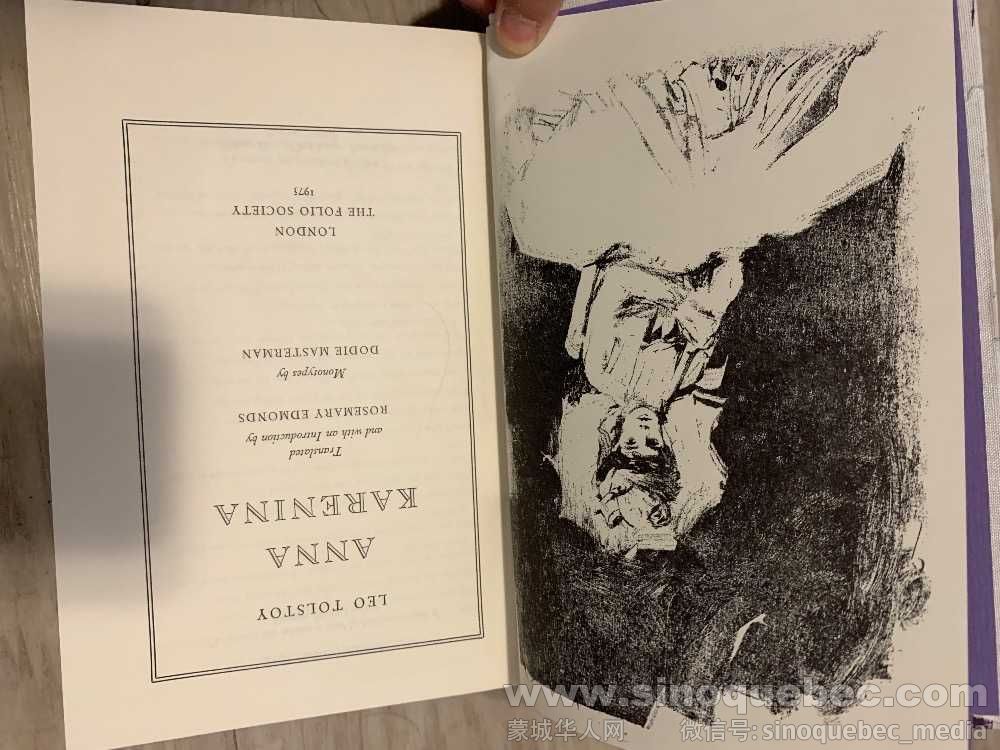 LEO TOLSTOY
ANNA
KARENINA
Translated
and with an Introduction by
ROSEMARY EDMONDS
Monotypes by
DODIE MASTERMAN
LONDON
THE FOLIO SOCIETY
1975
www.sinoquebec.com
蒙城华人网 微信号: sinoquebec_media